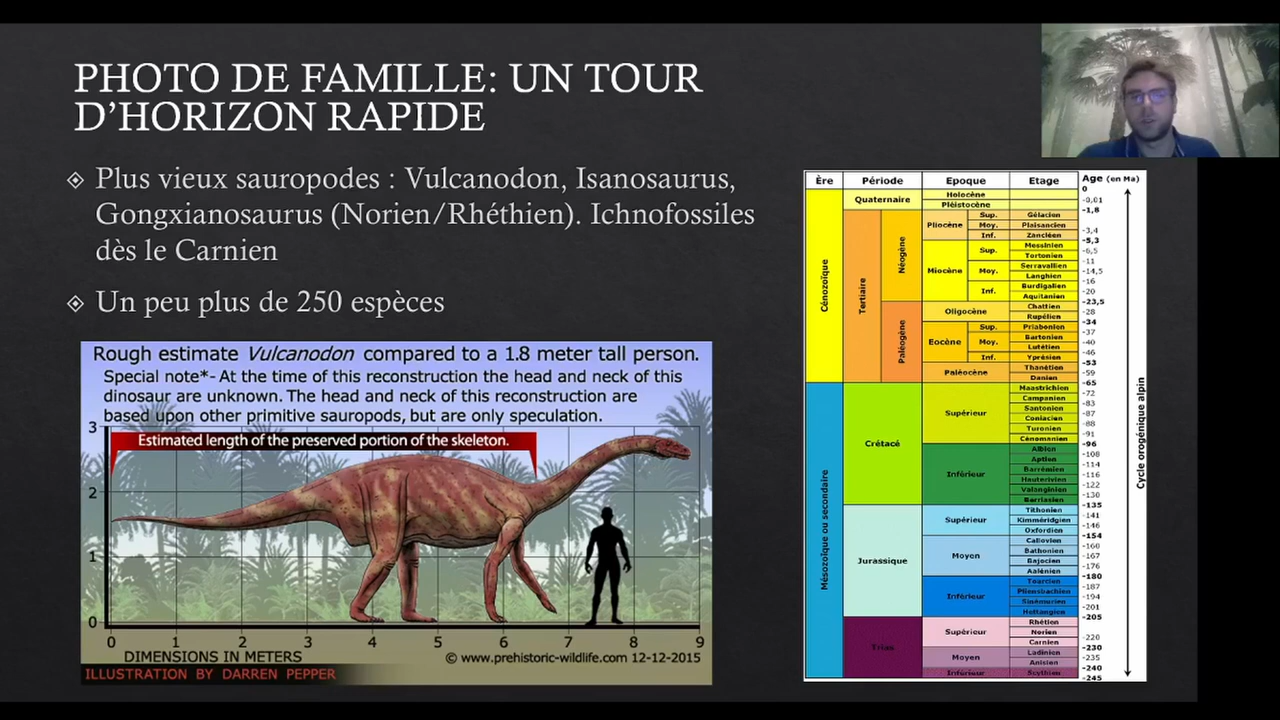 PHOTO DE FAMILLE: UN TOUR
D'HORIZON RAPIDE
Plus vieux sauropodes : Vulcanodon, Isanosaurus,
Gongxianosaurus (Norien/Rhéthien). Ichnofossiles
dès le Carnien
Un peu plus de 250 espèces
Rough estimate Vulcanodon compared to a 1.8 meter tall person.
Special note*- At the time of this reconstruction the head and neck of this
dinosaur are unknown. The head and neck of this reconstruction are
based upon other primitive sauropods, but are only speculation.
Estimated length of the preserved portion of the skeleton.
3
2
1
0
0 1 2 3 4 5 6 7 8 9
DIMENSIONS IN METERS
© www.prehistoric-wildlife.com 12-12-2015
ILLUSTRATION BY DARREN PEPPER
Ère Période Epoque Etage Age (en Ma)
0
Quaternaire Holocène -0,01
Pléistocène -1,8
Cénozoïque Tertiaire Néogène Pliocène Sup. Gélacien
Moy. Plaisancien -3,4
Inf. Zancléen -5,3
Miocène Sup. Messinien -6,5
Tortonien -11
Moy. Serravallien -14,5
Langhien -16
Inf. Burdigalien -20
Aquitanien -23,5
Paléogène Oligocène Chattien -28
Rupélien -34
Eocène Sup. Priabonien -37
Moy. Bartonien -40
Lutétien -46
Inf. Yprésien -53
Paléocène Thanétien -59
Danien -65
Mésozoïque ou secondaire Crétacé Supérieur Maastrichien -72
Campanien -83
Santonien -87
Coniacien -88
Turonien -91
Cénomanien -96
Inférieur Albien -108
Aptien -114
Barrémien -116
Hauterivien -122
Valanginien -130
Berriasien -135
Jurassique Supérieur Tithonien -141
Kimméridgien -146
Oxfordien -154
Moyen Callovien -160
Bathonien -167
Bajocien -176
Aalénien -180
Inférieur Toarcien -187
Pliensbachien -194
Sinémurien -201
Hettangien -205
Trias Supérieur Rhétien
Norien -220
Carnien -230
Moyen Ladinien -235
Anisien -240
Inférieur Scythien -245
Cycle orogénique alpin